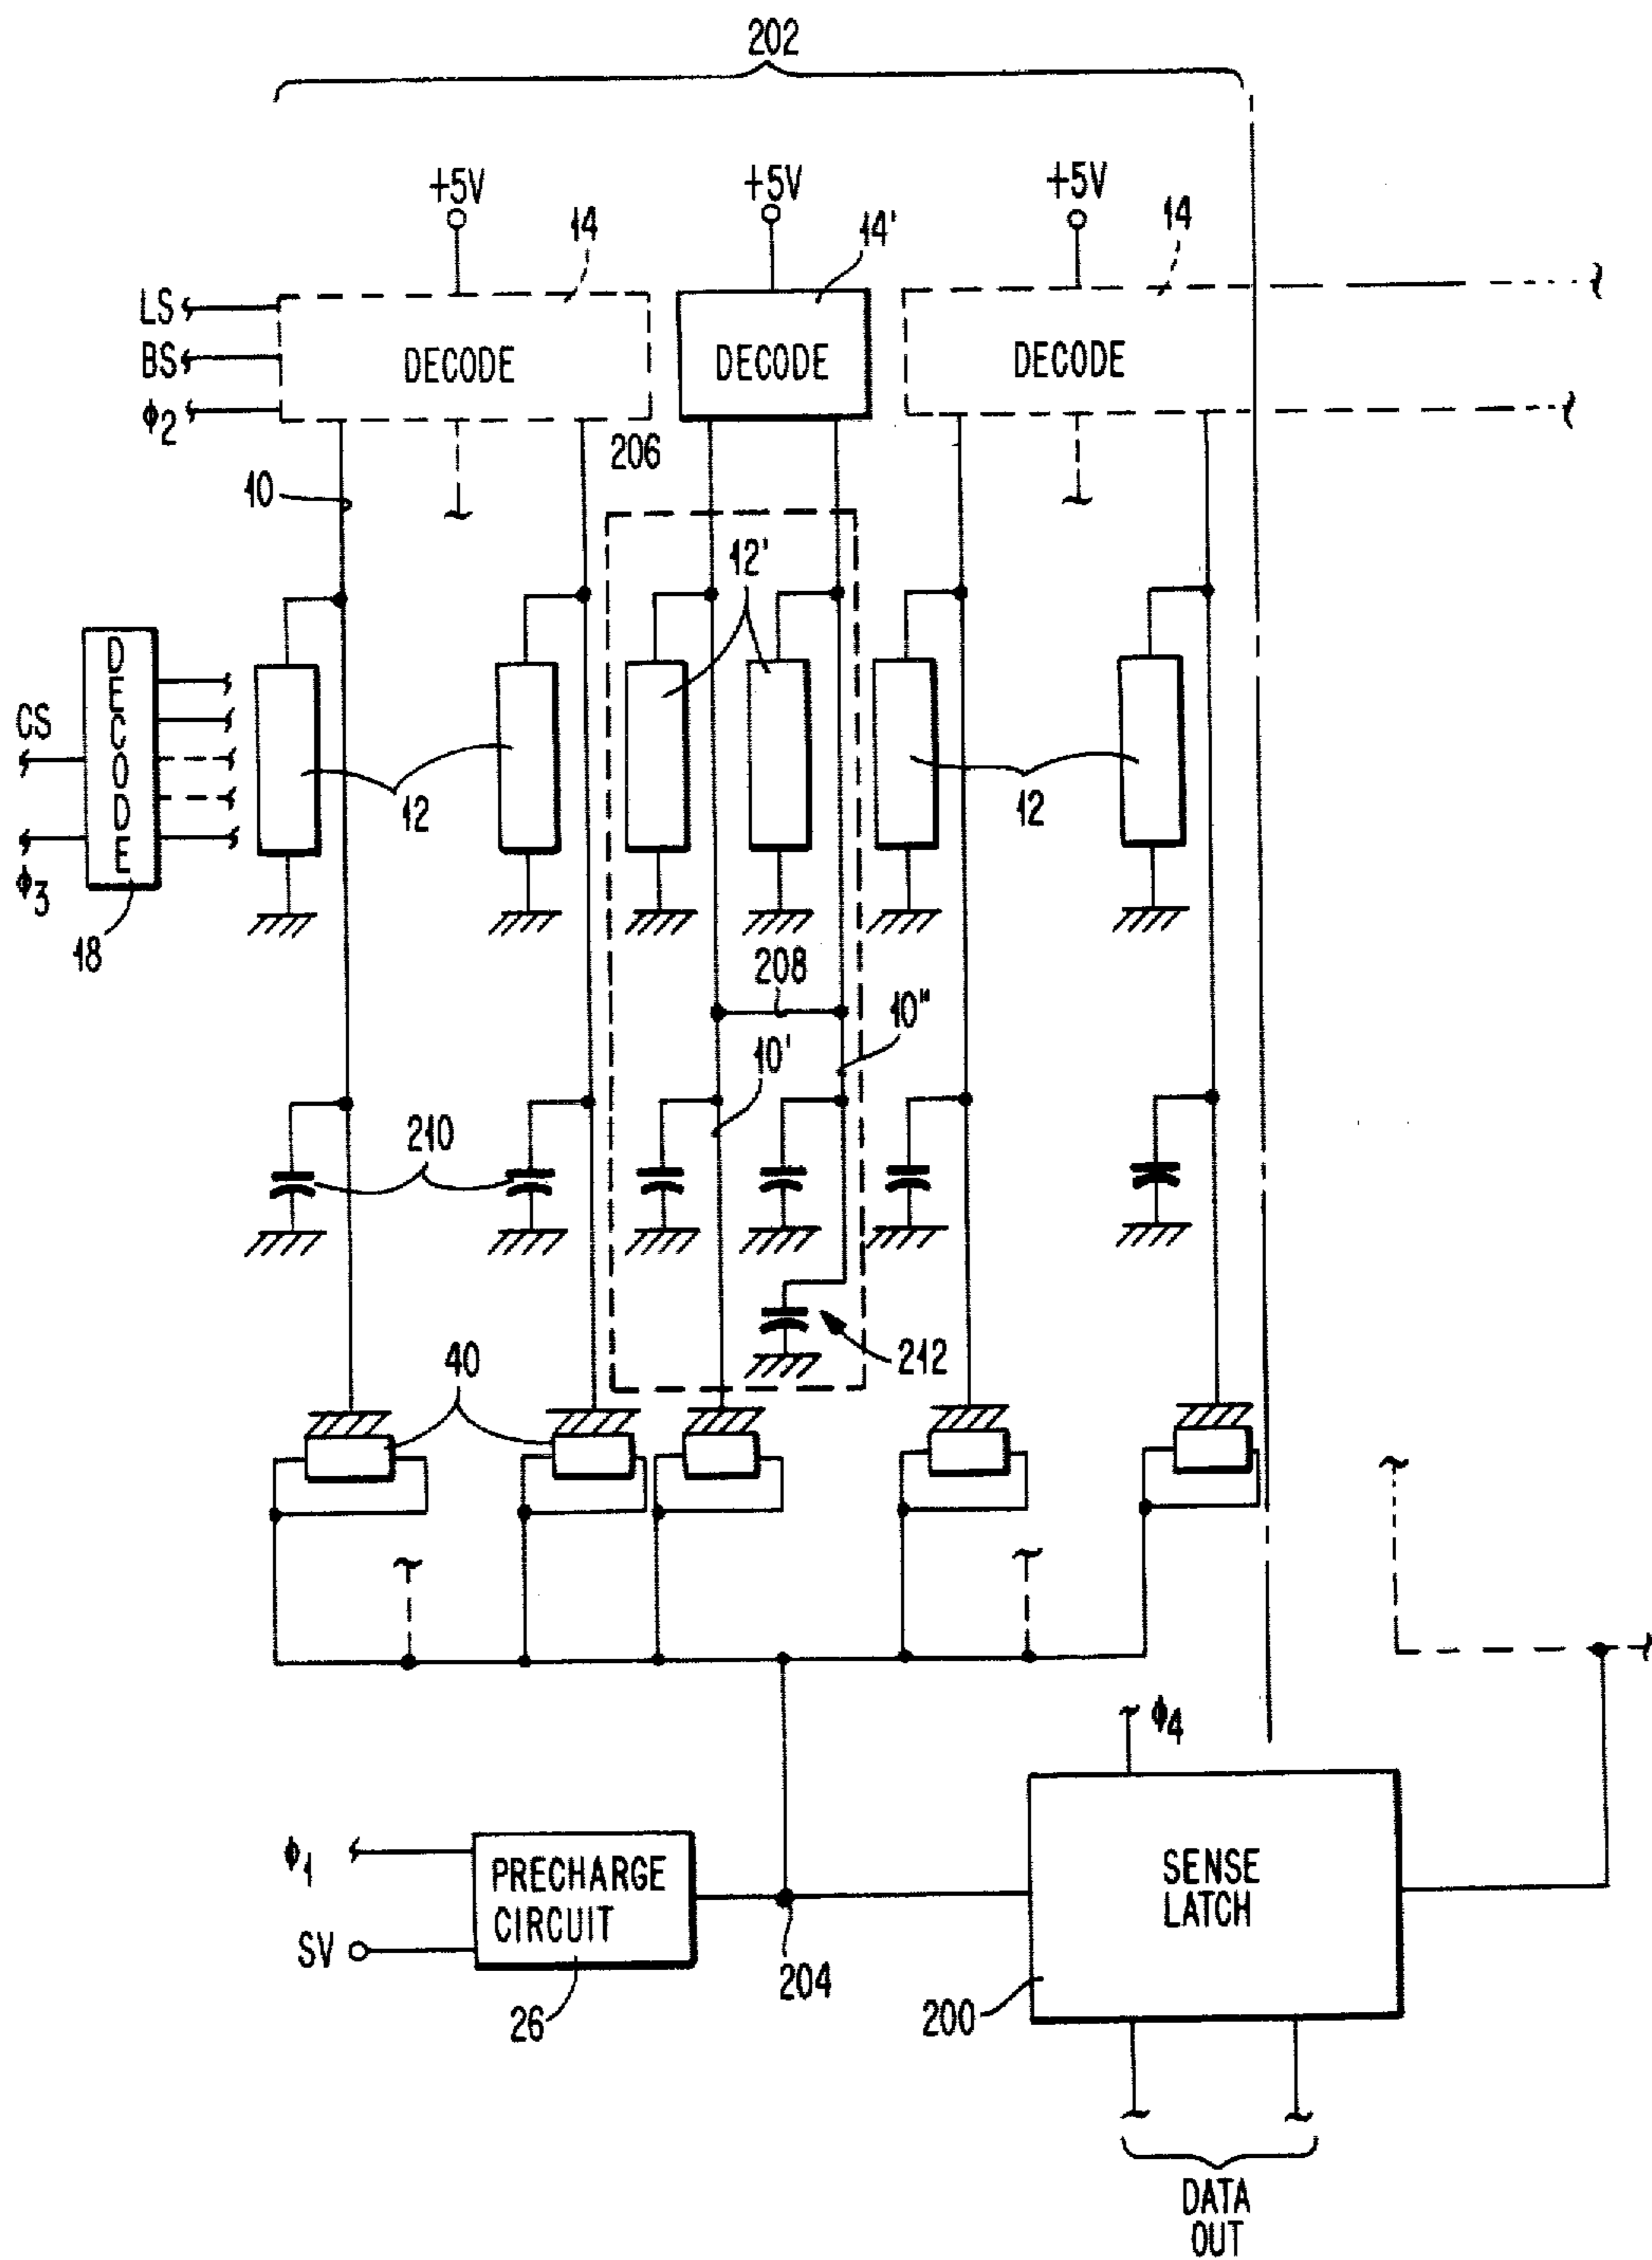 202
+5V
+5V
+5V
14
14'
14
LS
BS
ϕ2
DECODE
DECODE
DECODE
206
10
12'
CS
ϕ3
DECODE
18
12
12
208
10'
10"
210
212
40
ϕ4
ϕ1
SV
PRECHARGE
CIRCUIT
26
204
SENSE
LATCH
200
DATA
OUT